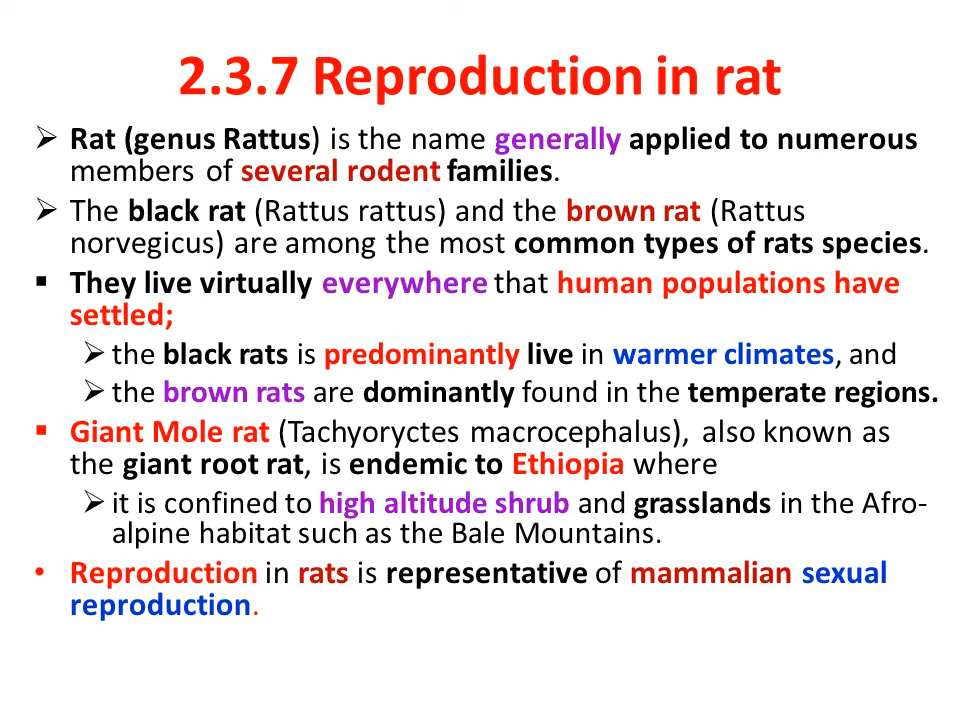 2.3.7 Reproduction in rat
➢ Rat (genus Rattus) is the name generally applied to numerous
members of several rodent families.
➢ The black rat (Rattus rattus) and the brown rat (Rattus
norvegicus) are among the most common types of rats species.
▪ They live virtually everywhere that human populations have
settled;
➢ the black rats is predominantly live in warmer climates, and
➢ the brown rats are dominantly found in the temperate regions.
▪ Giant Mole rat (Tachyoryctes macrocephalus), also known as
the giant root rat, is endemic to Ethiopia where
➢ it is confined to high altitude shrub and grasslands in the Afro-
alpine habitat such as the Bale Mountains.
• Reproduction in rats is representative of mammalian sexual
reproduction.